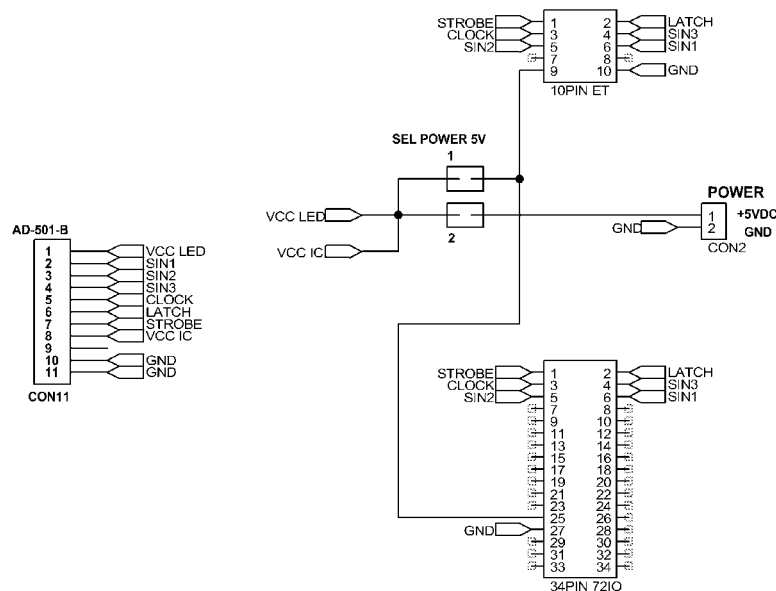 STROBE 1 2 LATCH
CLOCK 3 4 SIN3
SIN2 5 6 SIN1
7 8
9 10 GND
10PIN ET
SEL POWER 5V
1
VCC LED
2
VCC IC
POWER
1 +5VDC
GND 2 GND
CON2
AD-501-B
1 VCC LED
2 SIN1
3 SIN2
4 SIN3
5 CLOCK
6 LATCH
7 STROBE
8 VCC IC
9
10 GND
11 GND
CON11
STROBE 1 2 LATCH
CLOCK 3 4 SIN3
SIN2 5 6 SIN1
7 8
9 10
11 12
13 14
15 16
17 18
19 20
21 22
23 24
25 26
GND 27 28
29 30
31 32
33 34
34PIN 72IO